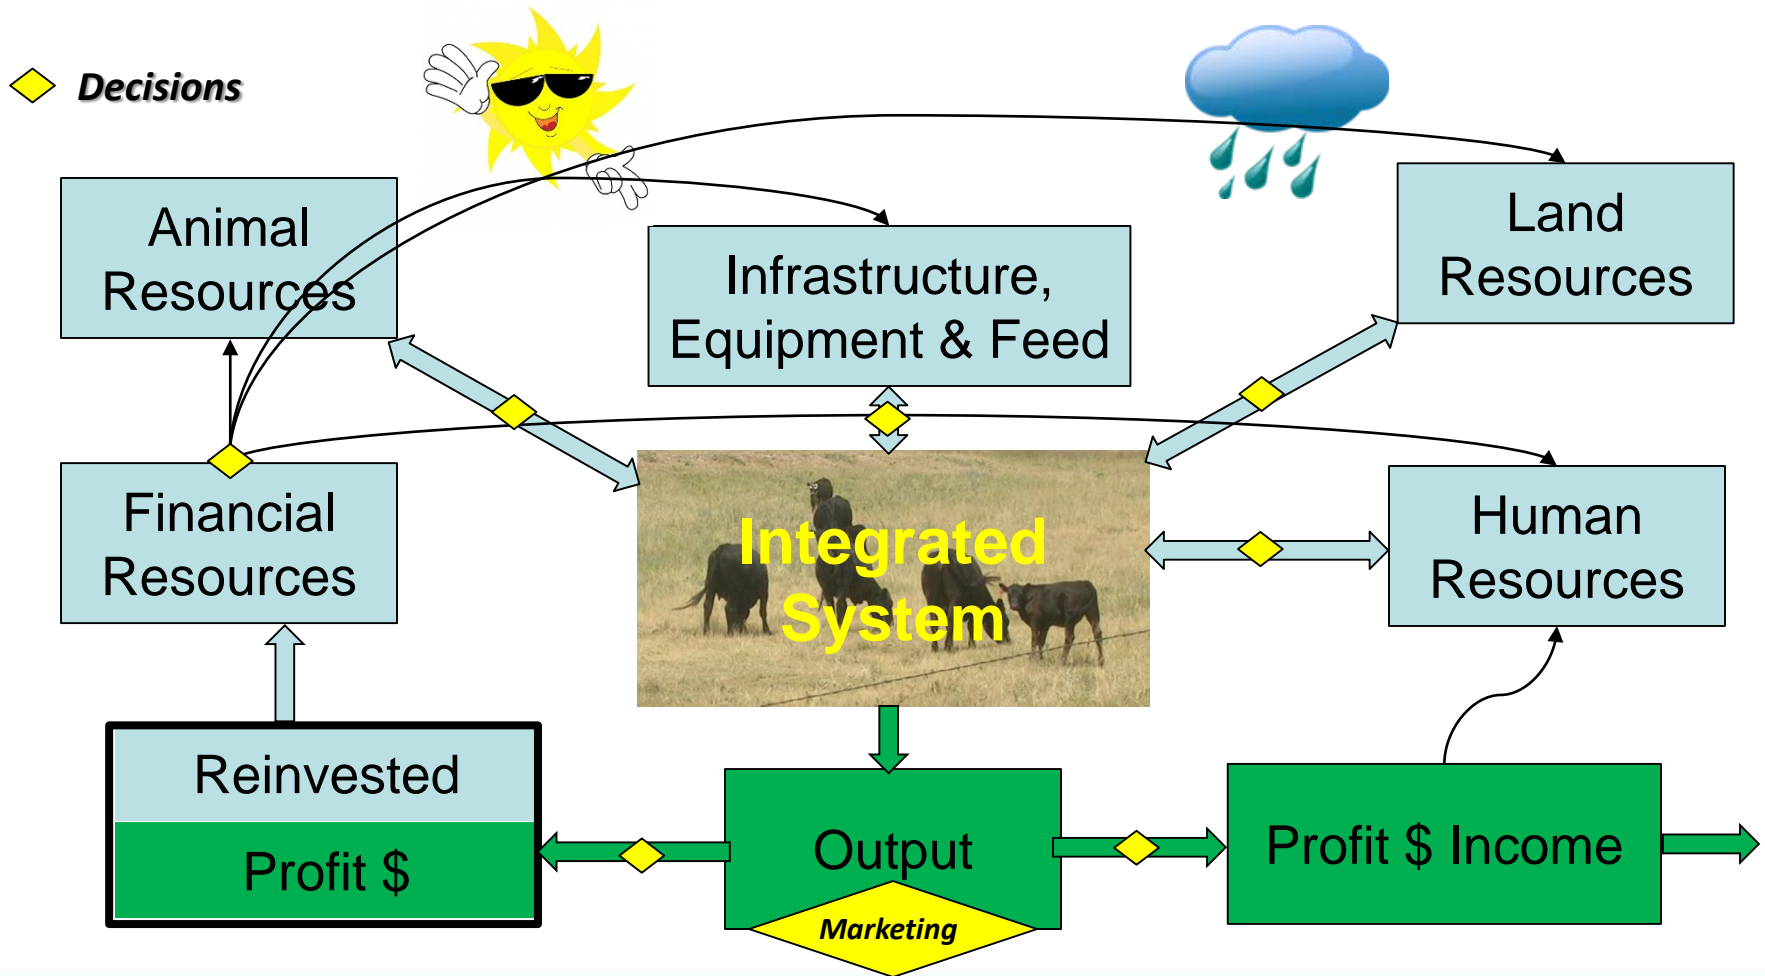 Decisions
Animal
Resources
Infrastructure,
Equipment & Feed
Land
Resources
Financial
Resources
Integrated
System
Human
Resources
Reinvested
Profit $
Output
Marketing
Profit $ Income